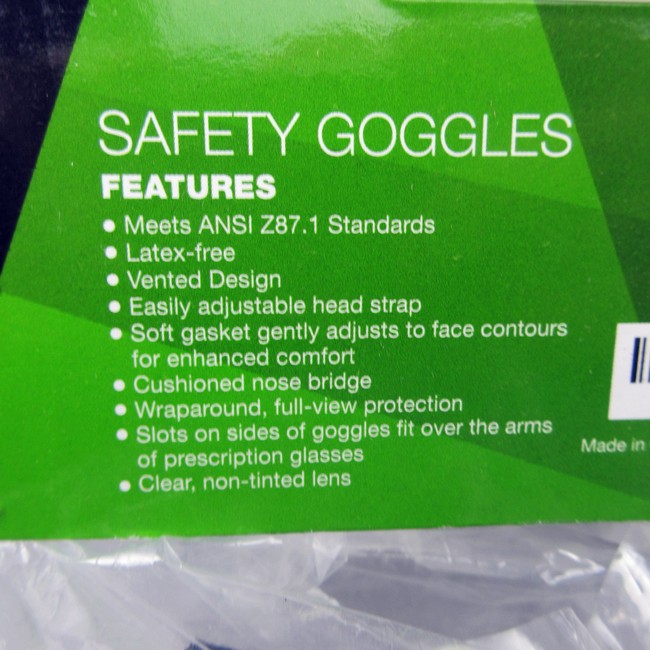 SAFETY GOGGLES
FEATURES
• Meets ANSI Z87.1 Standards
• Latex-free
• Vented Design
• Easily adjustable head strap
• Soft gasket gently adjusts to face contours
for enhanced comfort
• Cushioned nose bridge
• Wraparound, full-view protection
• Slots on sides of goggles fit over the arms
of prescription glasses
• Clear, non-tinted lens
Made in